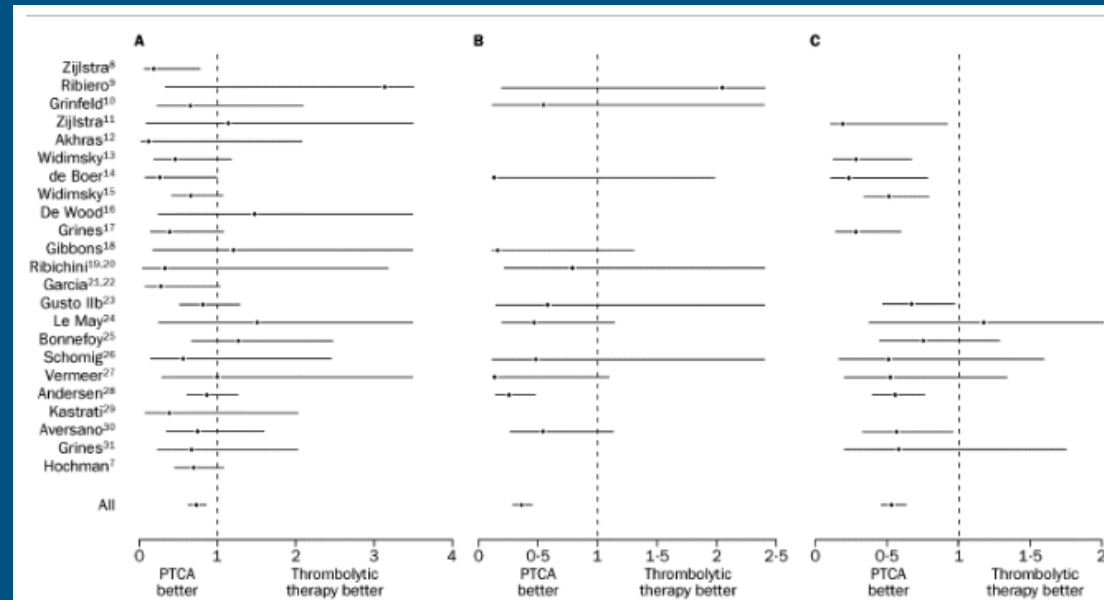 A B C
Zijlstra8
Ribiero9
Grinfeld10
Zijlstra11
Akhras12
Widimsky13
de Boer14
Widimsky15
De Wood16
Grines17
Gibbons18
Ribichini19,20
Garcia21,22
Gusto IIb23
Le May24
Bonnefoy25
Schomig26
Vermeer27
Andersen28
Kastrati29
Aversano30
Grines31
Hochman7
All
0 1 2 3 4 0 0·5 1 1·5 2 2·5 0 0·5 1 1·5 2
PTCA Thrombolytic PTCA Thrombolytic PTCA Thrombolytic
better therapy better better therapy better better therapy better